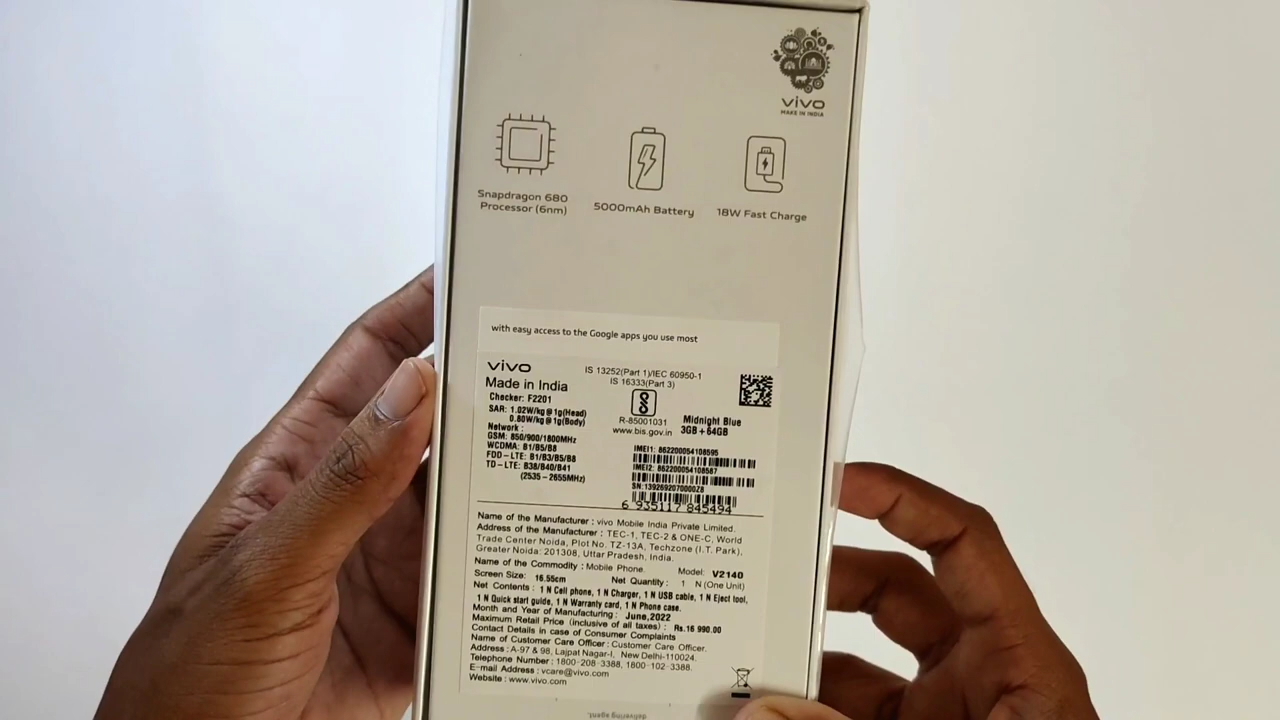 vivo
MAKE IN INDIA
Snapdragon 680
Processor (6nm)
5000mAh Battery
18W Fast Charge
with easy access to the Google apps you use most
vivo
Made in India
Checker: F2201
SAR: 1.02W/kg@1g(Head)
0.80W/kg@1g(Body)
Network :
GSM: 850/900/1800MHz
WCDMA: B1/B5/B8
FDD-LTE: B1/B3/B5/B8
TD-LTE: B38/B40/B41
(2535-2655MHz)
IS 13252(Part 1)/IEC 60950-1
IS 16333(Part 3)
R-85001031
www.bis.gov.in
Midnight Blue
3GB+64GB
IMEI1: 862200054108595
IMEI2: 862200054108587
SN:1392692070000Z8
6 935117 845494
Name of the Manufacturer : vivo Mobile India Private Limited.
Address of the Manufacturer : TEC-1, TEC-2 & ONE-C, World
Trade Center Noida, Plot No. TZ-13A, Techzone (I.T. Park),
Greater Noida: 201308, Uttar Pradesh, India.
Name of the Commodity : Mobile Phone. Model: V2140
Screen Size: 16.55cm Net Quantity : 1 N (One Unit)
Net Contents : 1 N Cell phone, 1 N Charger, 1 N USB cable, 1 N Eject tool,
1 N Quick start guide, 1 N Warranty card, 1 N Phone case.
Month and Year of Manufacturing : June,2022
Maximum Retail Price (inclusive of all taxes) : Rs.16 990.00
Contact Details in case of Consumer Complaints
Name of Customer Care Officer : Customer Care Officer.
Address : A-97 & 98, Lajpat Nagar-I, New Delhi-110024.
Telephone Number : 1800-208-3388, 1800-102-3388.
E-mail Address : vcare@vivo.com
Website : www.vivo.com
delivering agent.